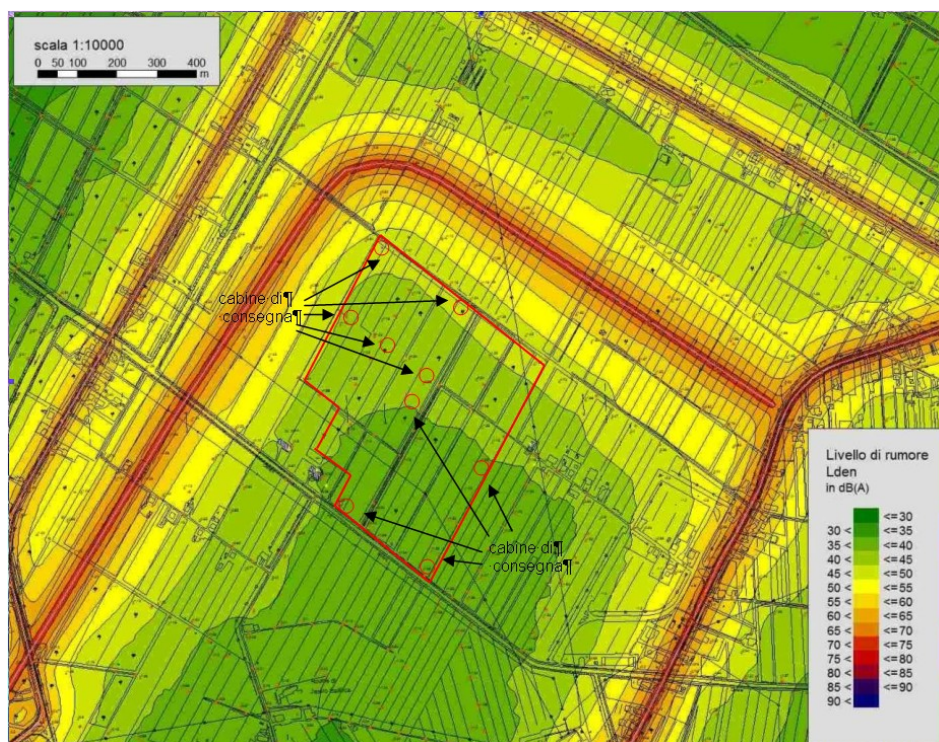 scala 1:10000
0 50 100 200 300 400
m
cabine di¶
consegna¶
cabine di¶
consegna¶
Livello di rumore
Lden
in dB(A)
<=30
30 < <=35
35 < <=40
40 < <=45
45 < <=50
50 < <=55
55 < <=60
60 < <=65
65 < <=70
70 < <=75
75 < <=80
80 < <=85
85 < <=90
90 <